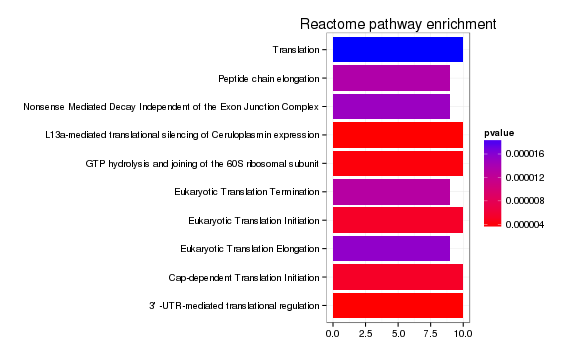 Reactome pathway enrichment
Translation
Peptide chain elongation
Nonsense Mediated Decay Independent of the Exon Junction Complex
L13a-mediated translational silencing of Ceruloplasmin expression
GTP hydrolysis and joining of the 60S ribosomal subunit
Eukaryotic Translation Termination
Eukaryotic Translation Initiation
Eukaryotic Translation Elongation
Cap-dependent Translation Initiation
3' -UTR-mediated translational regulation
0.0 2.5 5.0 7.5 10.0
pvalue
0.000016
0.000012
0.000008
0.000004